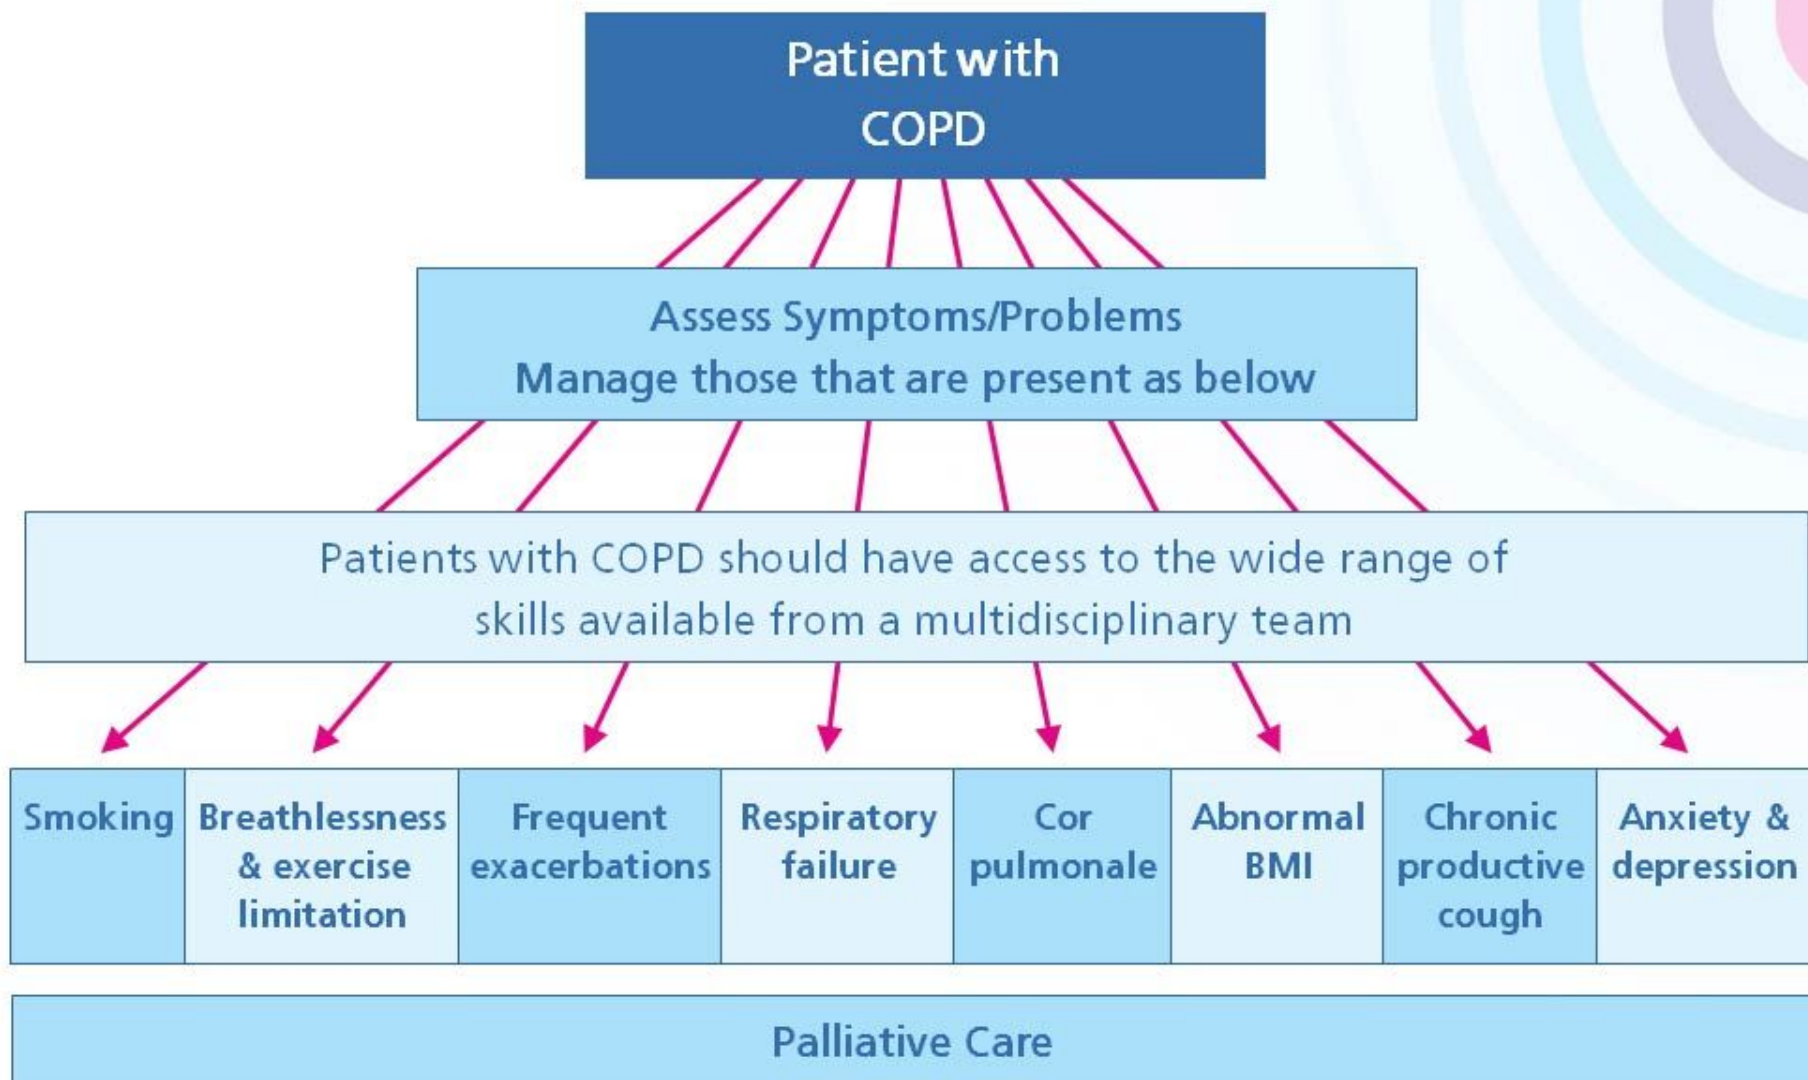 Patient with
COPD
Assess Symptoms/Problems
Manage those that are present as below
Patients with COPD should have access to the wide range of
skills available from a multidisciplinary team
Smoking
Breathlessness
& exercise
limitation
Frequent
exacerbations
Respiratory
failure
Cor
pulmonale
Abnormal
BMI
Chronic
productive
cough
Anxiety &
depression
Palliative Care